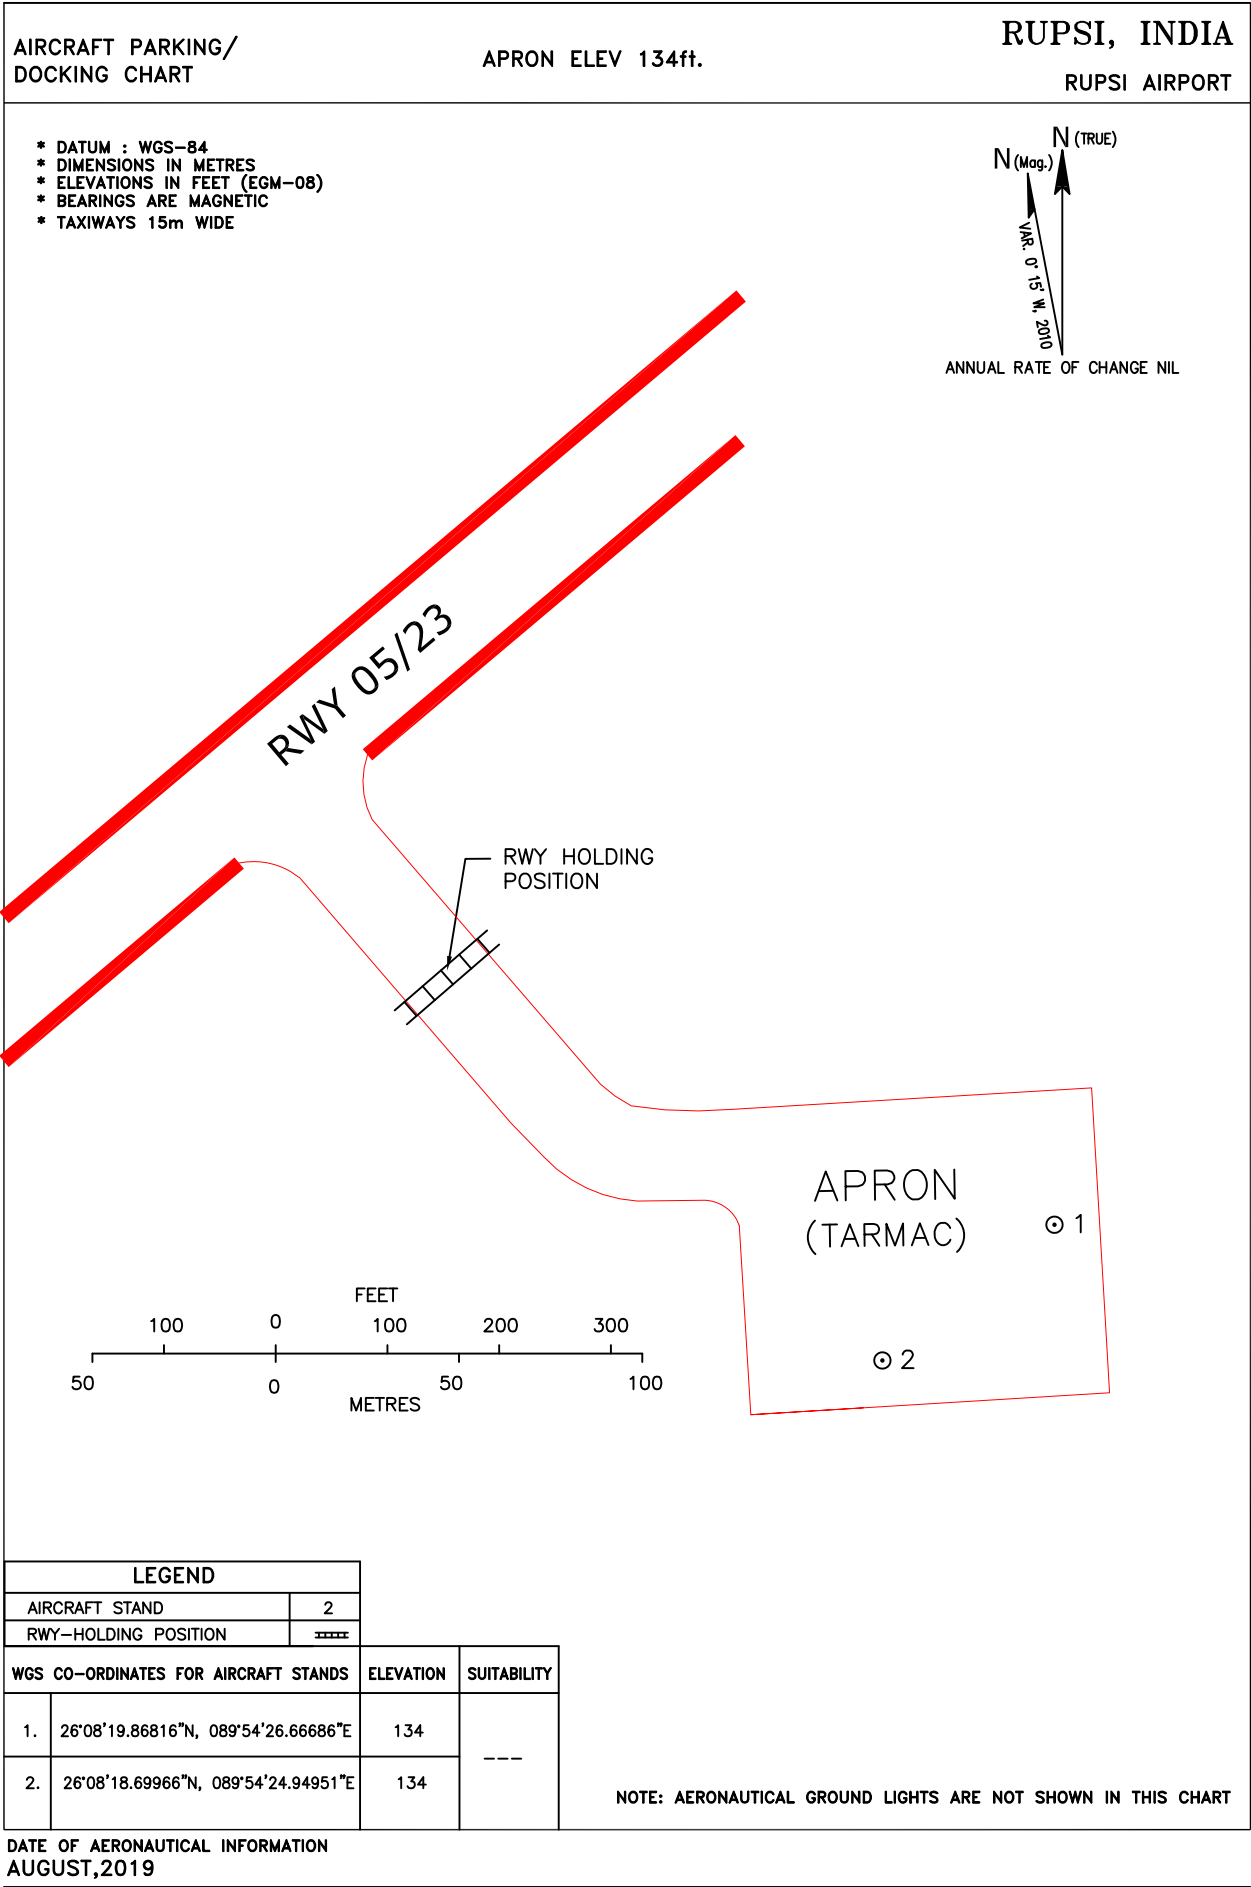 AIRCRAFT PARKING/
DOCKING CHART
APRON ELEV 134ft.
RUPSI, INDIA
RUPSI AIRPORT
* DATUM : WGS-84
* DIMENSIONS IN METRES
* ELEVATIONS IN FEET (EGM-08)
* BEARINGS ARE MAGNETIC
* TAXIWAYS 15m WIDE
N (TRUE)
N (Mag.)
VAR. 0° 15' W, 2010
ANNUAL RATE OF CHANGE NIL
RWY 05/23
RWY HOLDING
POSITION
APRON
(TARMAC)
1
2
FEET
100 0 100 200 300
50 0 50 100
METRES
LEGEND
AIRCRAFT STAND 2
RWY-HOLDING POSITION
WGS CO-ORDINATES FOR AIRCRAFT STANDS ELEVATION SUITABILITY
1. 26°08'19.86816"N, 089°54'26.66686"E 134
---
2. 26°08'18.69966"N, 089°54'24.94951"E 134
NOTE: AERONAUTICAL GROUND LIGHTS ARE NOT SHOWN IN THIS CHART
DATE OF AERONAUTICAL INFORMATION
AUGUST,2019